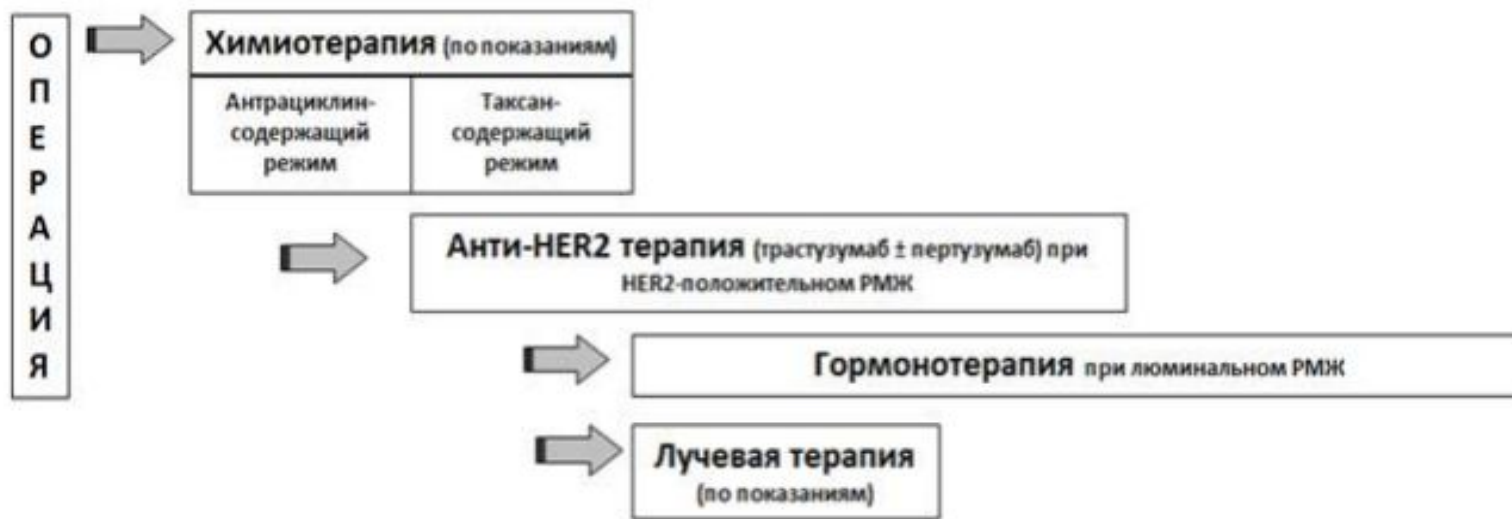 ОПЕРАЦИЯ
Химиотерапия (по показаниям)
Антрациклин-
содержащий
режим
Таксан-
содержащий
режим
Анти-HER2 терапия (трастузумаб ± пертузумаб) при
HER2-положительном РМЖ
Гормонотерапия при люминальном РМЖ
Лучевая терапия
(по показаниям)